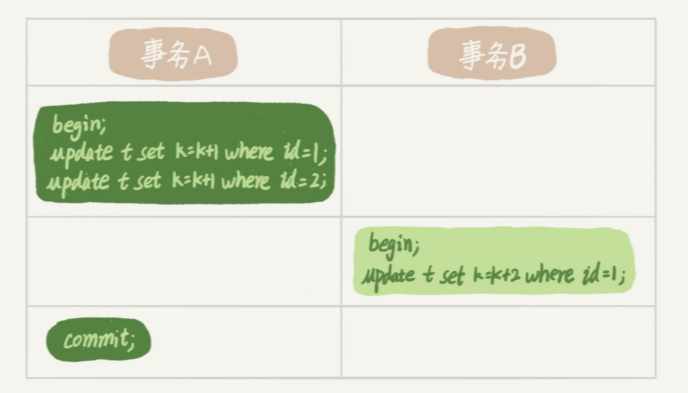 事务A
事务B
begin;
update t set k=k+1 where id=1;
update t set k=k+1 where id=2;
begin;
update t set k=k+2 where id=1;
commit;